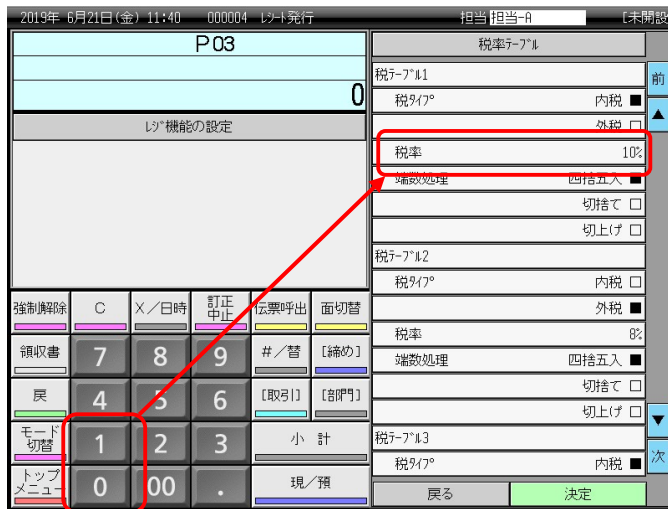 2019年 6月21日(金) 11:40 000004 レシート発行 担当 担当-A [未開設
P03
0
レジ機能の設定
強制解除 C X／日時 訂正中止 伝票呼出 面切替
領収書 7 8 9 #／替 [締め]
戻 4 5 6 [取引] [部門]
モード切替 1 2 3 小 計
トップメニュー 0 00 . 現／預
税率テーブル
税テーブル1
税タイプ 内税 ■
外税 □
税率 10%
端数処理 四捨五入 ■
切捨て □
切上げ □
税テーブル2
税タイプ 内税 □
外税 ■
税率 8%
端数処理 四捨五入 ■
切捨て □
切上げ □
税テーブル3
税タイプ 内税 ■
戻る 決定
前
▲
▼
次